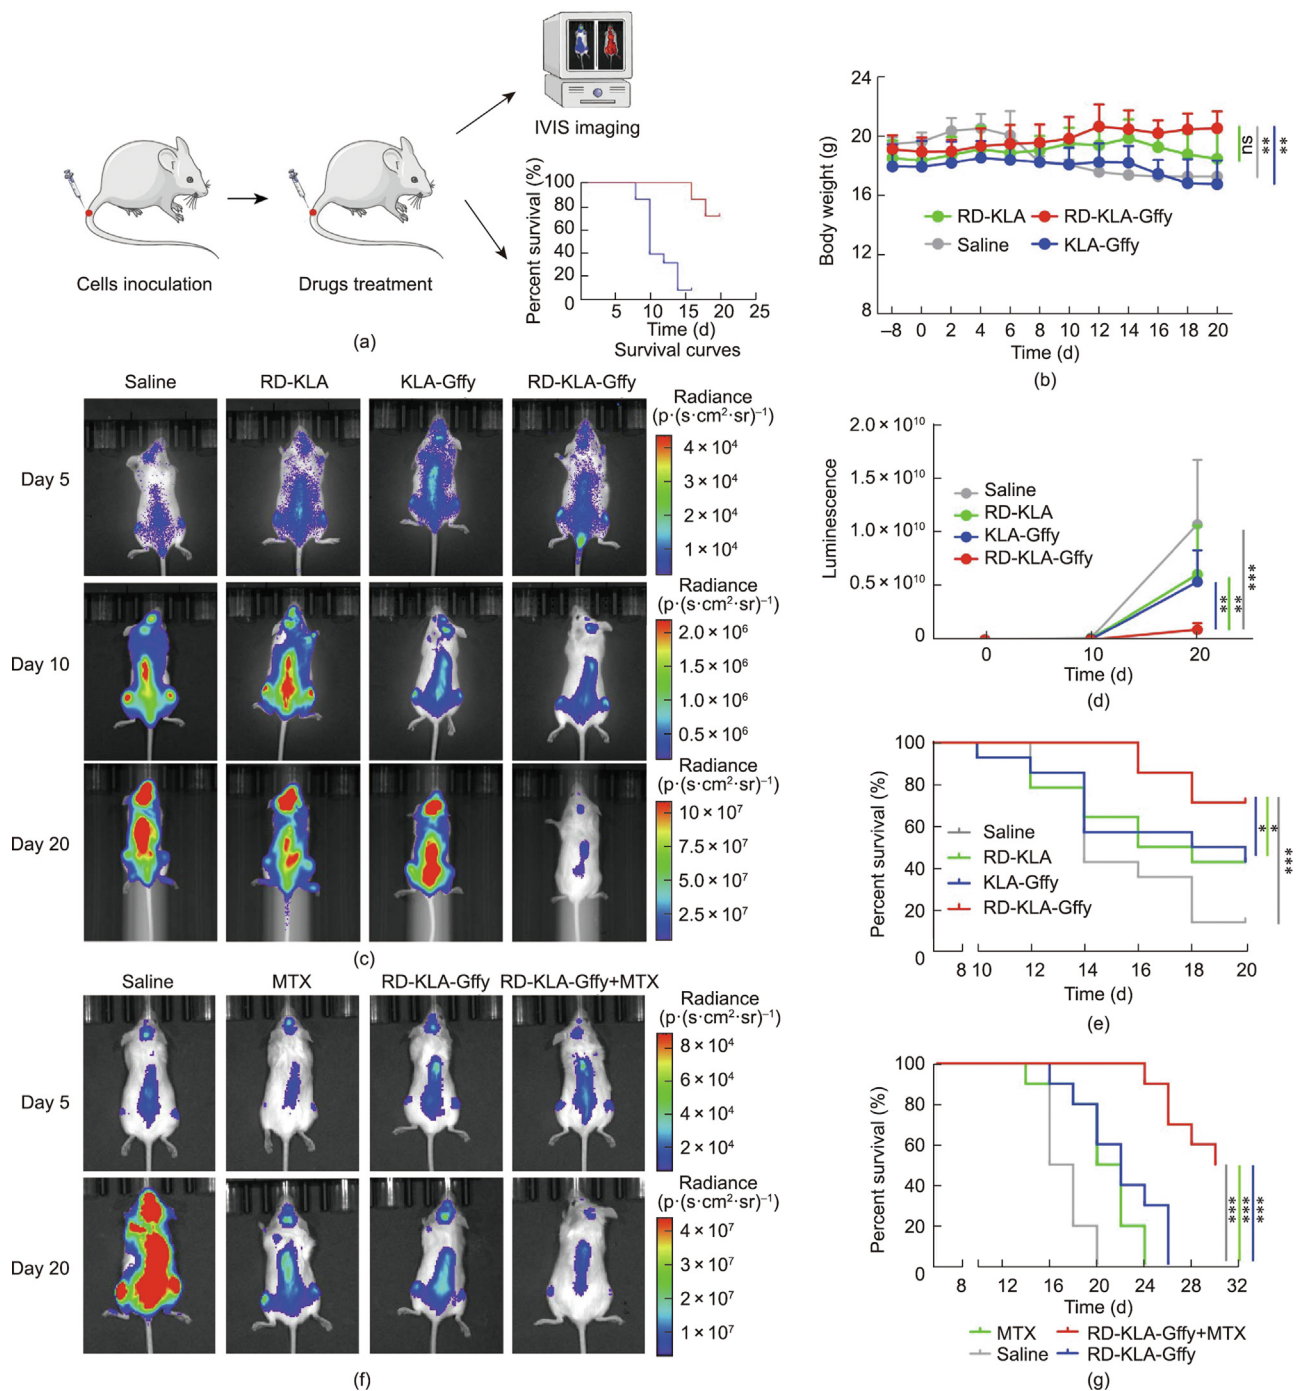 IVIS imaging
Cells inoculation
Drugs treatment
Percent survival (%)
100
80
60
40
20
0
5 10 15 20 25
Time (d)
Survival curves
(a)
Body weight (g)
24
20
16
12
8
ns
**
**
RD-KLA RD-KLA-Gffy
Saline KLA-Gffy
–8 0 2 4 6 8 10 12 14 16 18 20
Time (d)
(b)
Saline RD-KLA KLA-Gffy RD-KLA-Gffy
Day 5
Radiance
(p·(s·cm²·sr)⁻¹
4 × 10⁴
3 × 10⁴
2 × 10⁴
1 × 10⁴
Day 10
Radiance
(p·(s·cm²·sr)⁻¹
2.0 × 10⁶
1.5 × 10⁶
1.0 × 10⁶
0.5 × 10⁶
Day 20
Radiance
(p·(s·cm²·sr)⁻¹
10 × 10⁷
7.5 × 10⁷
5.0 × 10⁷
2.5 × 10⁷
(c)
Luminescence
2.0 × 10¹⁰
1.5 × 10¹⁰
1.0 × 10¹⁰
0.5 × 10¹⁰
0
Saline
RD-KLA
KLA-Gffy
RD-KLA-Gffy
**
**
***
0 10 20
Time (d)
(d)
Percent survival (%)
100
80
60
40
20
0
Saline
RD-KLA
KLA-Gffy
RD-KLA-Gffy
*
*
***
8 10 12 14 16 18 20
Time (d)
(e)
Saline MTX RD-KLA-Gffy RD-KLA-Gffy+MTX
Day 5
Radiance
(p·(s·cm²·sr)⁻¹
8 × 10⁴
6 × 10⁴
4 × 10⁴
2 × 10⁴
Day 20
Radiance
(p·(s·cm²·sr)⁻¹
4 × 10⁷
3 × 10⁷
2 × 10⁷
1 × 10⁷
(f)
Percent survival (%)
100
80
60
40
20
0
***
***
***
8 12 16 20 24 28 32
Time (d)
MTX RD-KLA-Gffy+MTX
Saline RD-KLA-Gffy
(g)